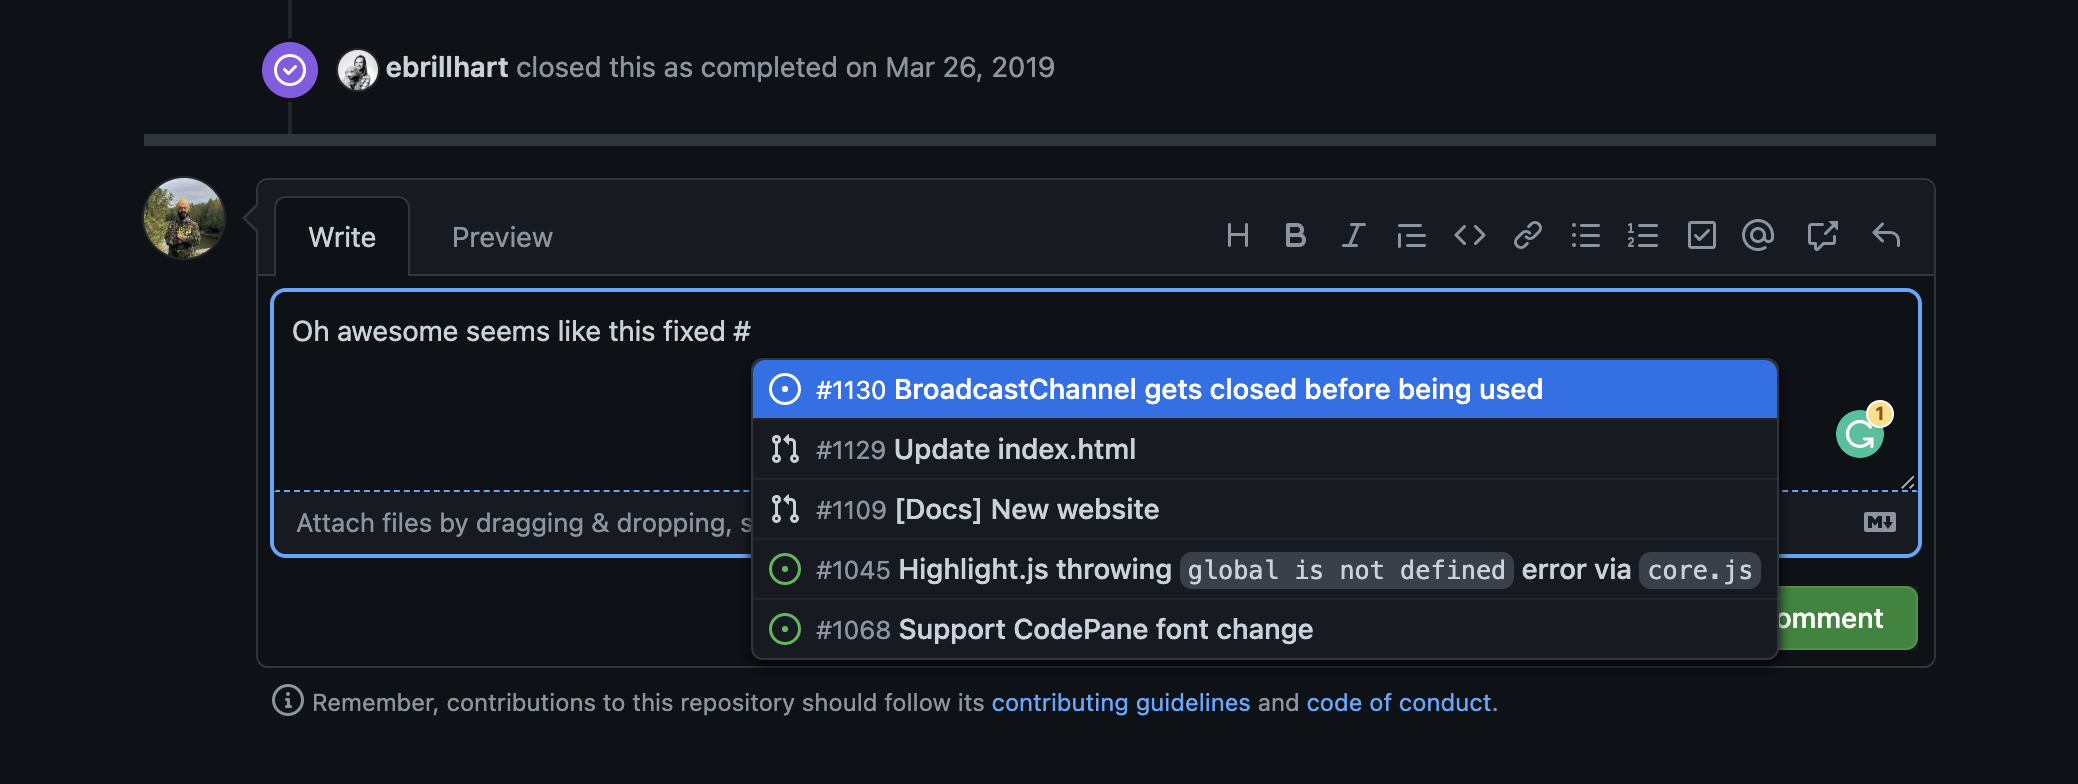 ebrillhart closed this as completed on Mar 26, 2019
Write
Preview
Oh awesome seems like this fixed #
#1130 BroadcastChannel gets closed before being used
1
#1129 Update index.html
#1109 [Docs] New website
Attach files by dragging & dropping, s
#1045 Highlight.js throwing global is not defined error via core.js
#1068 Support CodePane font change
omment
Remember, contributions to this repository should follow its contributing guidelines and code of conduct.